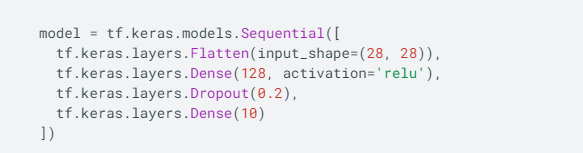 model = tf.keras.models.Sequential([
  tf.keras.layers.Flatten(input_shape=(28, 28)),
  tf.keras.layers.Dense(128, activation='relu'),
  tf.keras.layers.Dropout(0.2),
  tf.keras.layers.Dense(10)
])